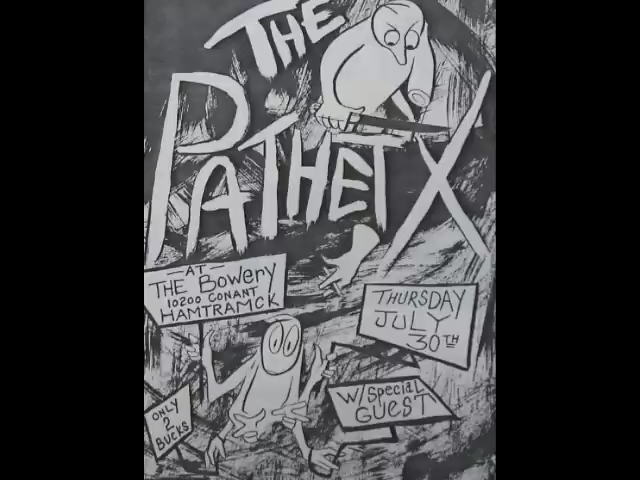 THE
PATHETX
—AT—
THE BOWERY
10200 CONANT
HAMTRAMCK
THURSDAY
JULY
30TH
W/Special
GUEST
ONLY
2
BUCKS